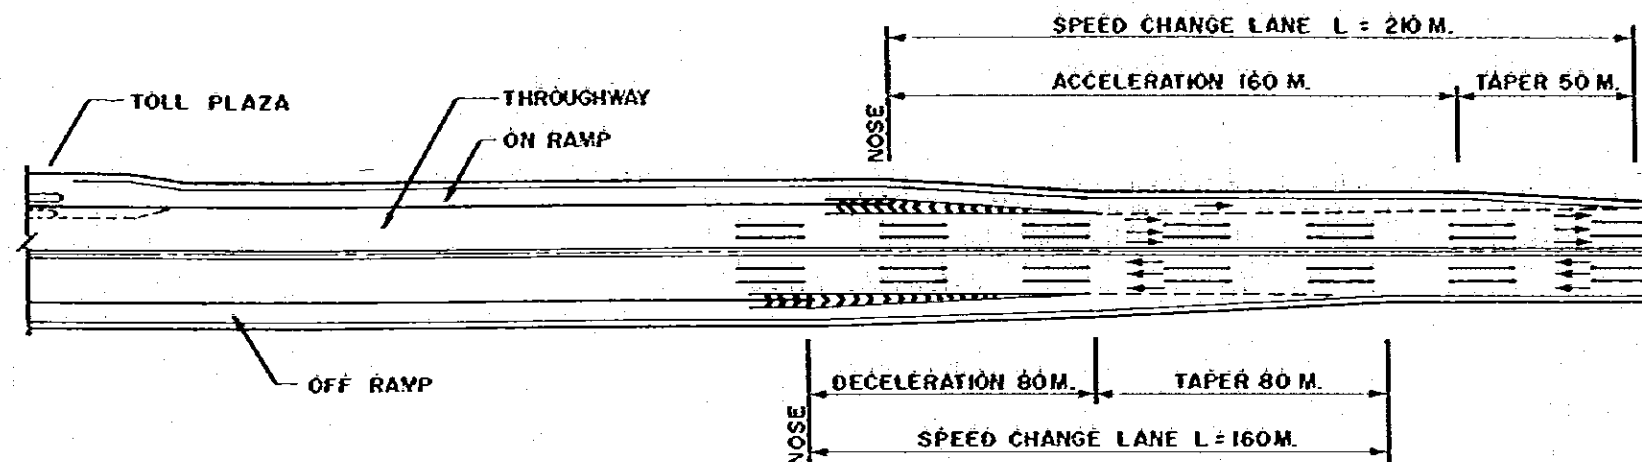 SPEED CHANGE LANE L = 210 M.
ACCELERATION 160 M.
TAPER 50 M.
TOLL PLAZA
THROUGHWAY
ON RAMP
NOSE
OFF RAMP
DECELERATION 80 M.
TAPER 80 M.
NOSE
SPEED CHANGE LANE L = 160 M.